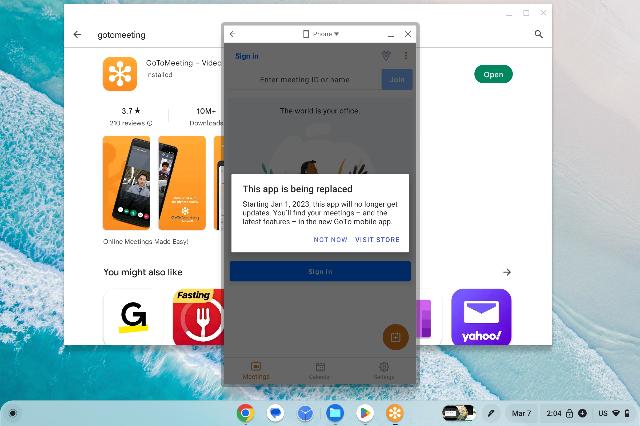 gotomeeting
GoToMeeting – Video
Installed
Open
3.7 ★
10M+
Downloads
Online Meetings Made Easy!
You might also like
G
Fasting
yahoo!
Phone
Sign in
Enter meeting ID or name
Join
The world is your office.
This app is being replaced
Starting Jan 1, 2023, this app will no longer get
updates. You'll find your meetings – and the
latest features – in the new GoTo mobile app.
NOT NOW VISIT STORE
Sign in
Meetings
Calendar
Settings
Mar 7
2:04
US